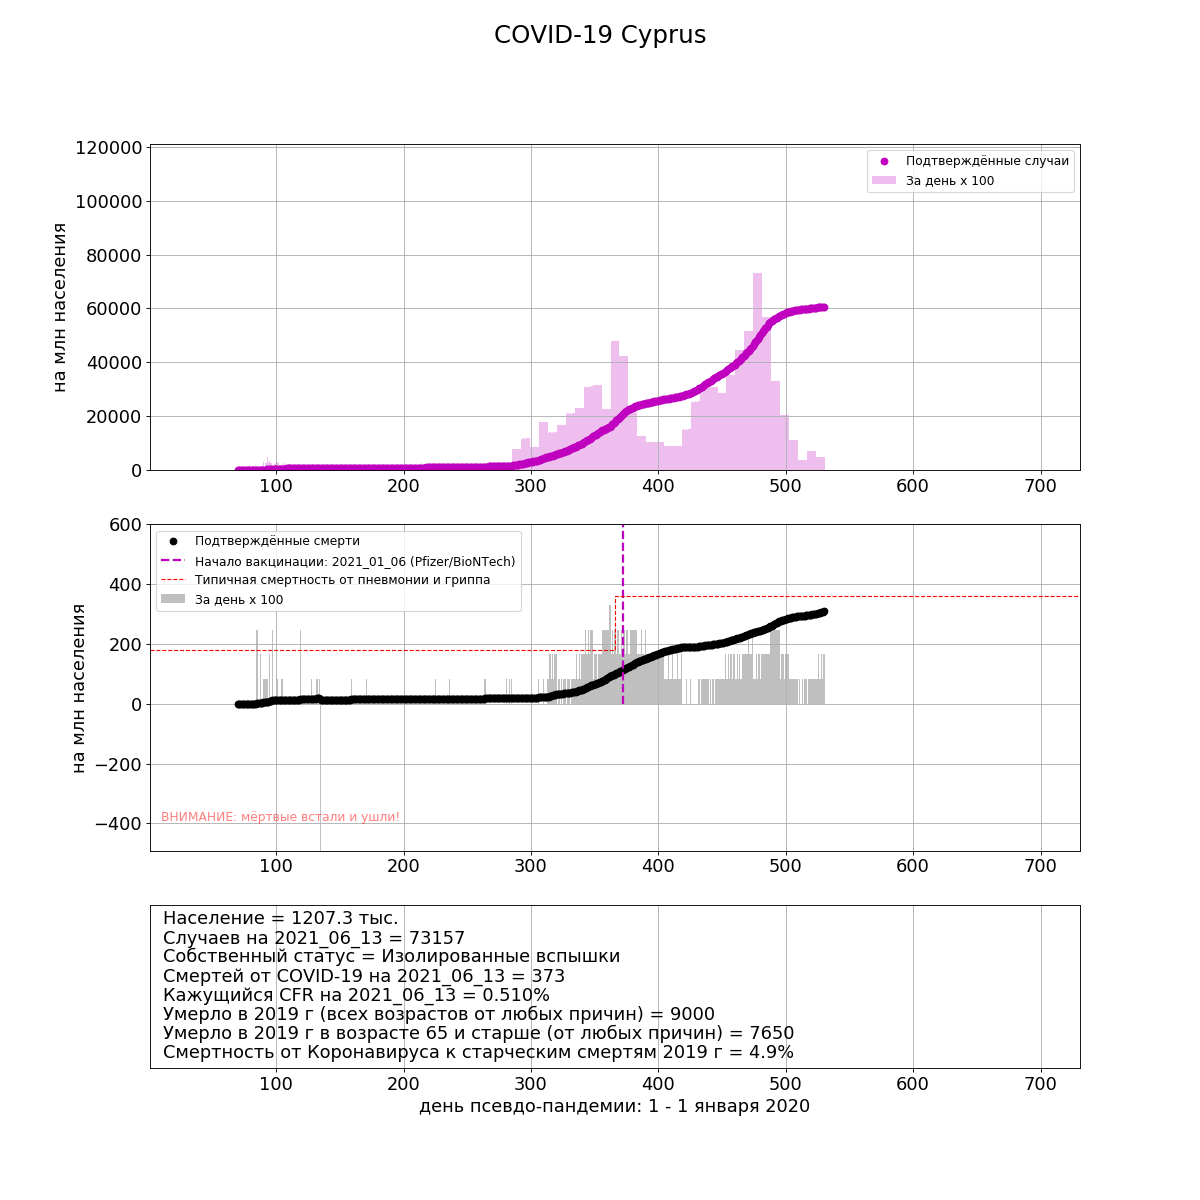 COVID-19 Cyprus
120000
100000
80000
60000
40000
20000
0
на млн населения
Подтверждённые случаи
За день x 100
100 200 300 400 500 600 700
600
400
200
0
−200
−400
на млн населения
Подтверждённые смерти
Начало вакцинации: 2021_01_06 (Pfizer/BioNTech)
Типичная смертность от пневмонии и гриппа
За день x 100
ВНИМАНИЕ: мёртвые встали и ушли!
100 200 300 400 500 600 700
Население = 1207.3 тыс.
Случаев на 2021_06_13 = 73157
Собственный статус = Изолированные вспышки
Смертей от COVID-19 на 2021_06_13 = 373
Кажущийся CFR на 2021_06_13 = 0.510%
Умерло в 2019 г (всех возрастов от любых причин) = 9000
Умерло в 2019 г в возрасте 65 и старше (от любых причин) = 7650
Смертность от Коронавируса к старческим смертям 2019 г = 4.9%
100 200 300 400 500 600 700
день псевдо-пандемии: 1 - 1 января 2020